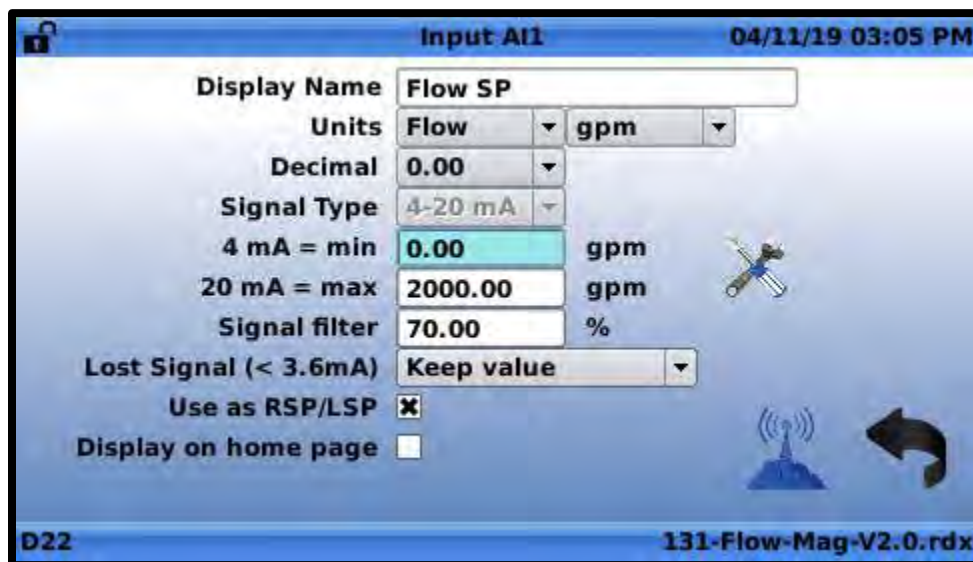 Input AI1 04/11/19 03:05 PM
Display Name Flow SP
Units Flow gpm
Decimal 0.00
Signal Type 4-20 mA
4 mA = min 0.00 gpm
20 mA = max 2000.00 gpm
Signal filter 70.00 %
Lost Signal (< 3.6mA) Keep value
Use as RSP/LSP
Display on home page
D22 131-Flow-Mag-V2.0.rdx